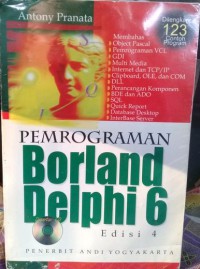 Antony Pranata
Dilengkapi
123
Contoh
Program
Membahas
Object Pascal
Pemrograman VCL
GDI
Multi Media
Internet dan TCP/IP
Clipboard, OLE, dan COM
DLL
Perancangan Komponen
BDE dan ADO
SQL
Quick Report
Database Desktop
InterBase Server
PEMROGRAMAN
Borland
Delphi 6
Edisi 4
PENERBIT ANDI YOGYAKARTA